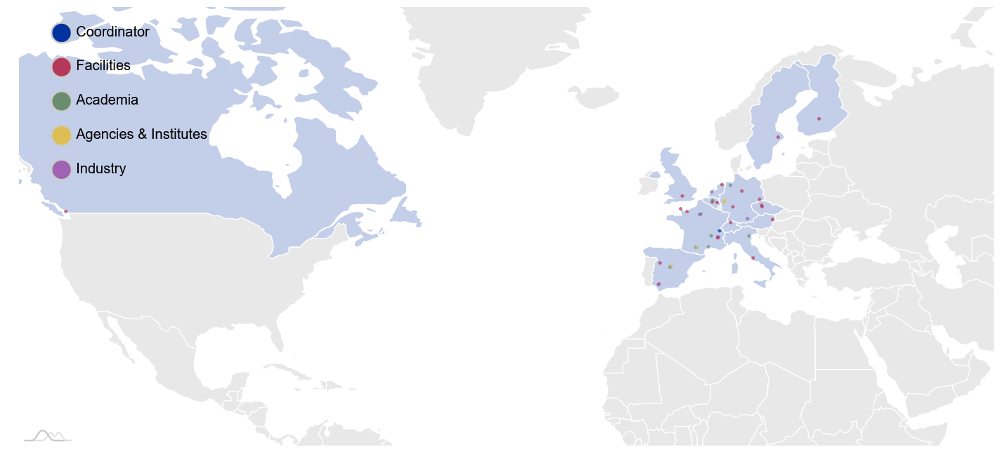 Coordinator
Facilities
Academia
Agencies & Institutes
Industry